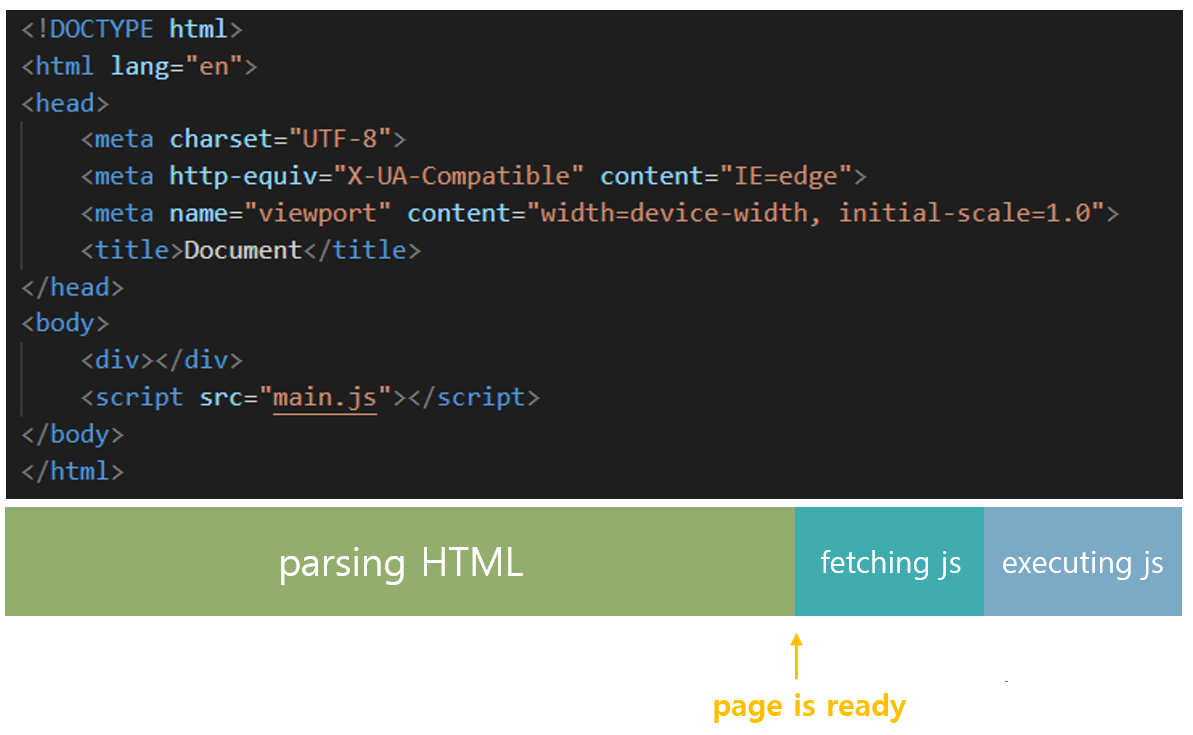 <!DOCTYPE html>
<html lang="en">
<head>
    <meta charset="UTF-8">
    <meta http-equiv="X-UA-Compatible" content="IE=edge">
    <meta name="viewport" content="width=device-width, initial-scale=1.0">
    <title>Document</title>
</head>
<body>
    <div></div>
    <script src="main.js"></script>
</body>
</html>
parsing HTML
fetching js
executing js
page is ready